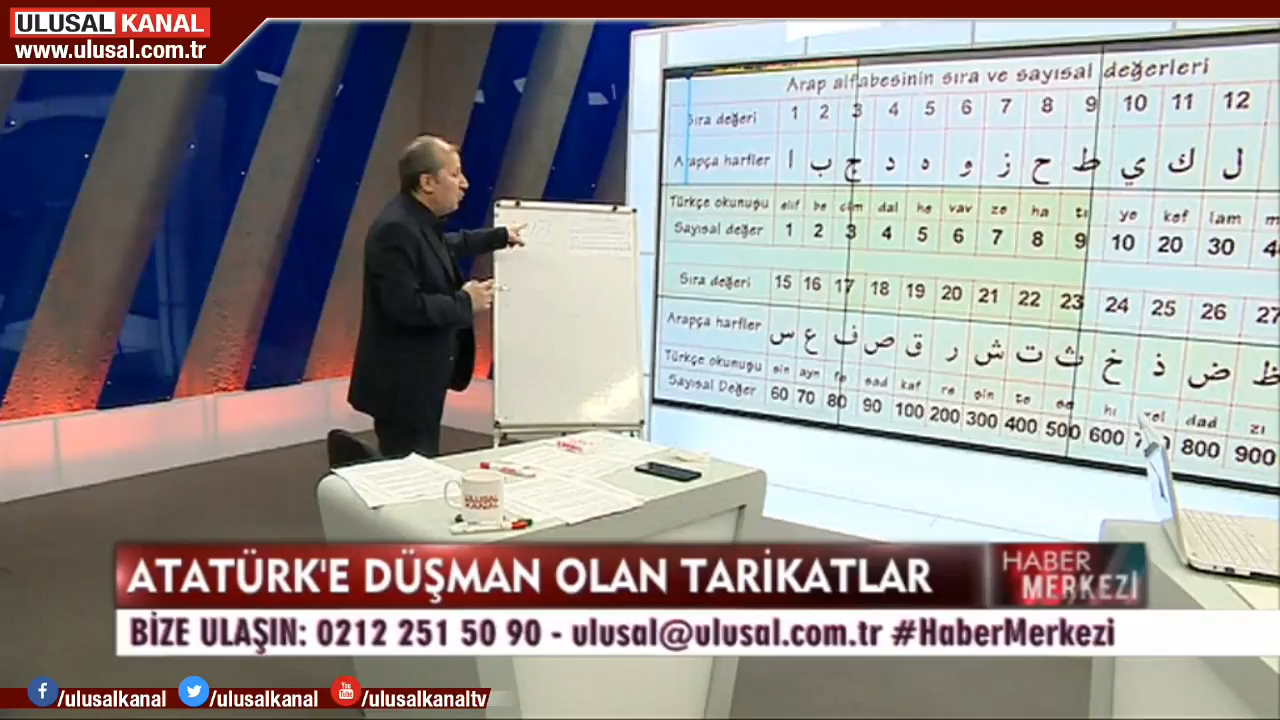 ULUSAL KANAL
www.ulusal.com.tr
Arap alfabesinin sıra ve sayısal değerleri
Sıra değeri 1 2 3 4 5 6 7 8 9 10 11 12
Arapça harfler ا ب ج د ه و ز ح ط ي ك ل
Türkçe okunuşu elif be cim dal he vav ze ha tı ye kef lam
Sayısal değer 1 2 3 4 5 6 7 8 9 10 20 30
Sıra değeri 15 16 17 18 19 20 21 22 23 24 25 26 27
Arapça harfler س ع ف ص ق ر ش ت ث خ ذ ض ظ
Türkçe okunuşu sin ayn fe sad kaf re şin te se hı zel dad zı
Sayısal Değer 60 70 80 90 100 200 300 400 500 600 800 900
ULUSAL
KANAL
ATATÜRK'E DÜŞMAN OLAN TARİKATLAR
HABER
MERKEZİ
BİZE ULAŞIN: 0212 251 50 90 - ulusal@ulusal.com.tr #HaberMerkezi
/ulusalkanal /ulusalkanal You Tube /ulusalkanaltv